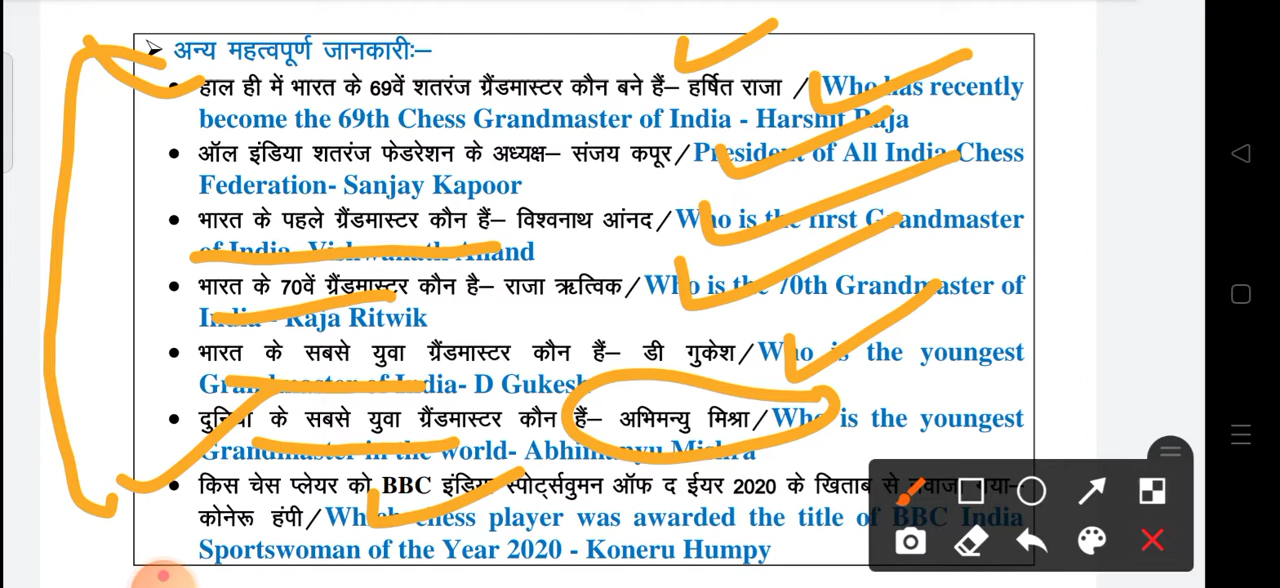 अन्य महत्वपूर्ण जानकारीः–
हाल ही में भारत के 69वें शतरंज ग्रैंडमास्टर कौन बने हैं– हर्षित राजा / Who has recently
become the 69th Chess Grandmaster of India - Harshit Raja
ऑल इंडिया शतरंज फेडरेशन के अध्यक्ष– संजय कपूर/President of All India Chess
Federation- Sanjay Kapoor
भारत के पहले ग्रैंडमास्टर कौन हैं– विश्वनाथ आंनद/Who is the first Grandmaster
of India- Vishwanath Anand
भारत के 70वें ग्रैंडमास्टर कौन है– राजा ऋत्विक/Who is the 70th Grandmaster of
India - Raja Ritwik
भारत के सबसे युवा ग्रैंडमास्टर कौन हैं– डी गुकेश/Who is the youngest
Grandmaster of India- D Gukesh
दुनिया के सबसे युवा ग्रैंडमास्टर कौन हैं– अभिमन्यु मिश्रा/Who is the youngest
Grandmaster in the world- Abhimanyu Mishra
किस चेस प्लेयर को BBC इंडिया स्पोर्ट्सवुमन ऑफ द ईयर 2020 के खिताब से नवाजा गया–
कोनेरू हंपी/Which chess player was awarded the title of BBC India
Sportswoman of the Year 2020 - Koneru Humpy